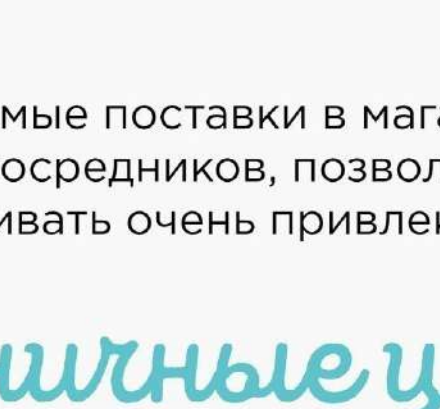 мые поставки в мага
осредников, позвол
ивать очень привлек
ичные ц